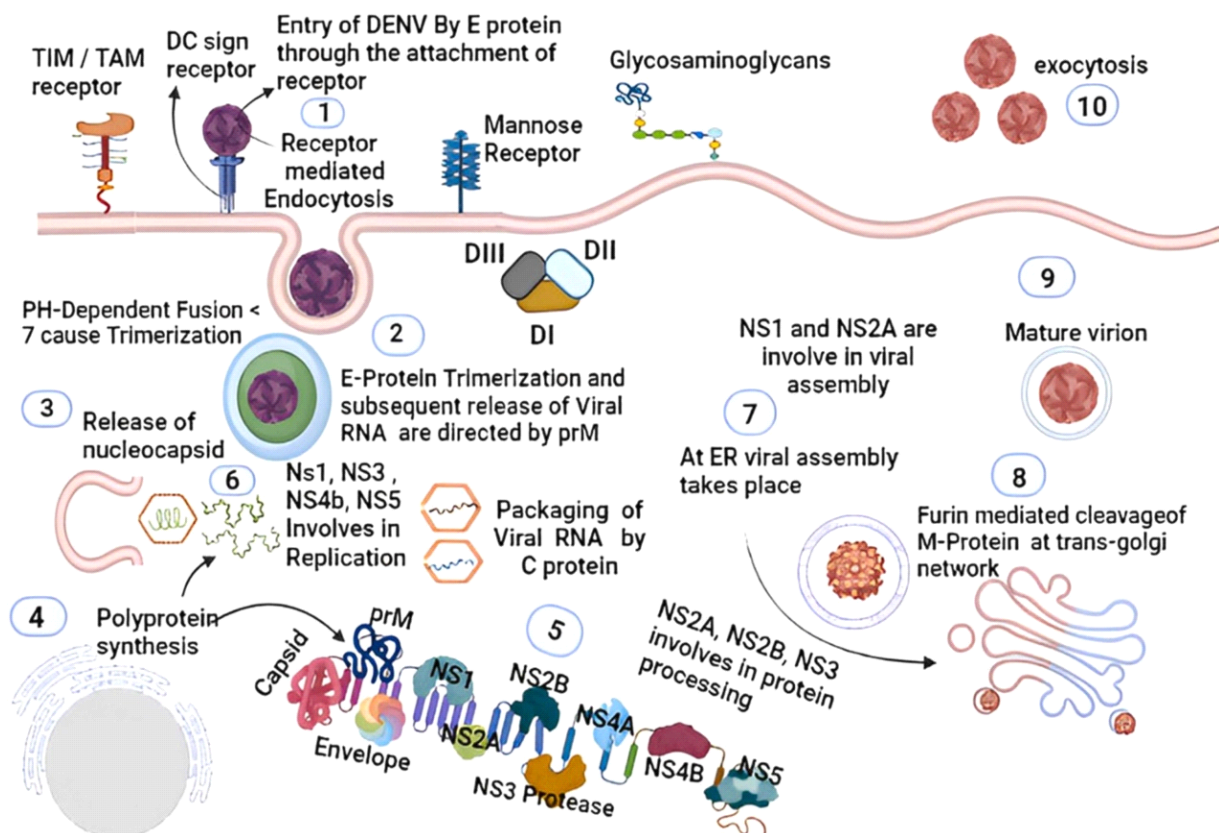 TIM / TAM
receptor
DC sign
receptor
Entry of DENV By E protein
through the attachment of
receptor
1
Receptor
mediated
Endocytosis
Mannose
Receptor
Glycosaminoglycans
exocytosis
10
DIII
DII
DI
PH-Dependent Fusion <
7 cause Trimerization
2
E-Protein Trimerization and
subsequent release of Viral
RNA are directed by prM
3
Release of
nucleocapsid
6
Ns1, NS3 ,
NS4b, NS5
Involves in
Replication
Packaging of
Viral RNA by
C protein
4
Polyprotein
synthesis
5
Capsid
prM
Envelope
NS1
NS2A
NS2B
NS3 Protease
NS4A
NS4B
NS5
NS2A, NS2B, NS3
involves in protein
processing
NS1 and NS2A are
involve in viral
assembly
7
At ER viral assembly
takes place
8
Furin mediated cleavageof
M-Protein at trans-golgi
network
9
Mature virion